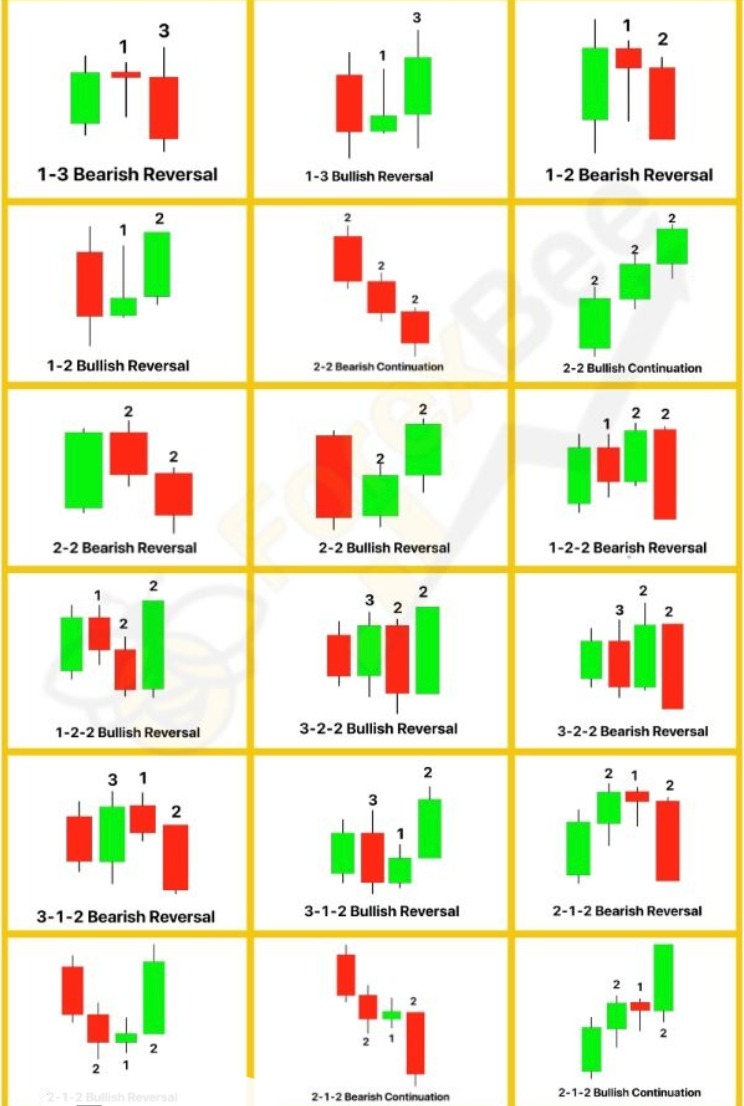 1 3
1-3 Bearish Reversal
1 3
1-3 Bullish Reversal
1 2
1-2 Bearish Reversal
1 2
1-2 Bullish Reversal
2 2 2
2-2 Bearish Continuation
2 2 2
2-2 Bullish Continuation
2 2
2-2 Bearish Reversal
2 2
2-2 Bullish Reversal
1 2 2
1-2-2 Bearish Reversal
1 2 2
1-2-2 Bullish Reversal
3 2 2
3-2-2 Bullish Reversal
3 2 2
3-2-2 Bearish Reversal
3 1 2
3-1-2 Bearish Reversal
3 1 2
3-1-2 Bullish Reversal
2 1 2
2-1-2 Bearish Reversal
2 1 2
2-1-2 Bullish Reversal
2 1 2
2-1-2 Bearish Continuation
2 1 2
2-1-2 Bullish Continuation
ForexBee